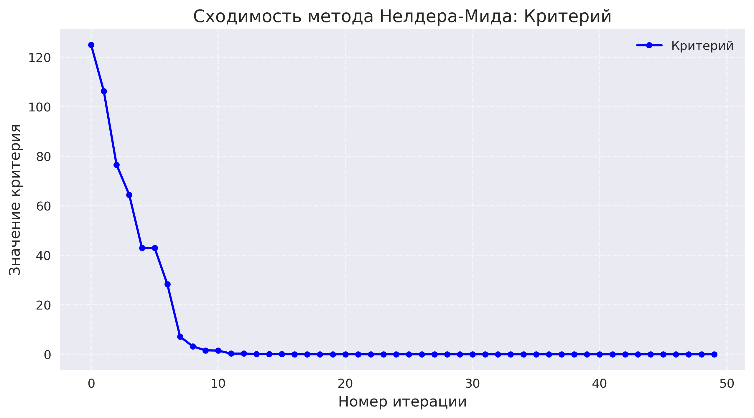 Сходимость метода Нелдера-Мида: Критерий
Критерий
Значение критерия
120
100
80
60
40
20
0
0 10 20 30 40 50
Номер итерации